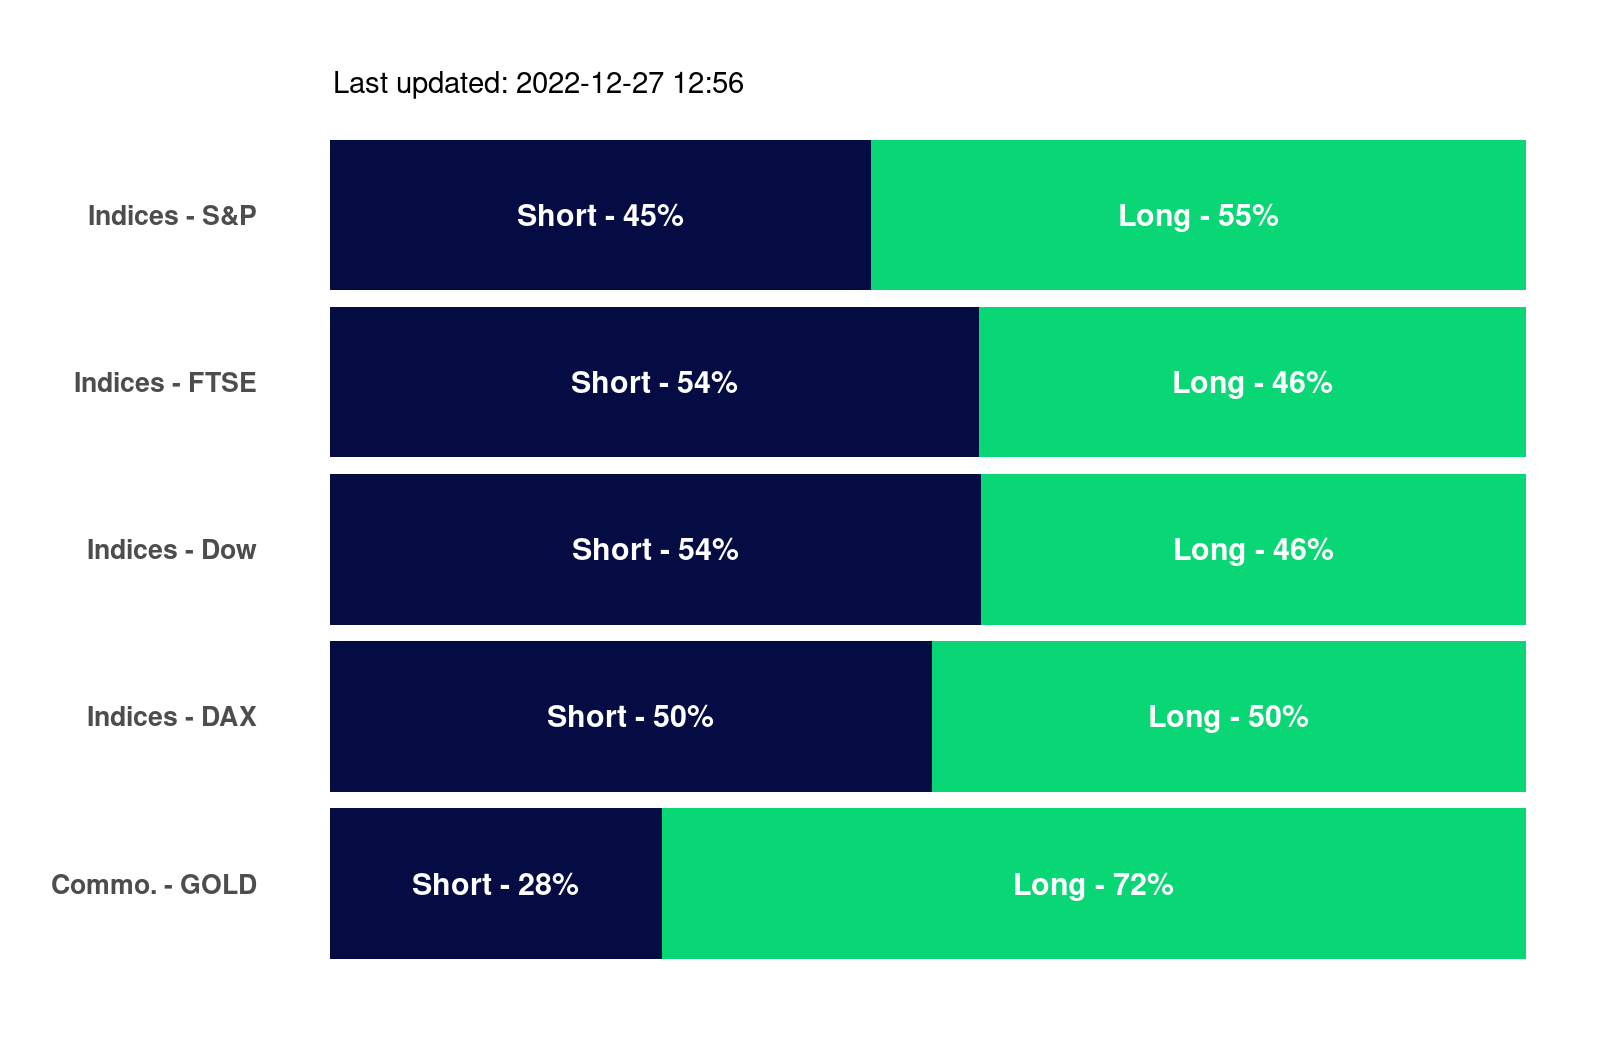 Last updated: 2022-12-27 12:56
Indices - S&P Short - 45% Long - 55%
Indices - FTSE Short - 54% Long - 46%
Indices - Dow Short - 54% Long - 46%
Indices - DAX Short - 50% Long - 50%
Commo. - GOLD Short - 28% Long - 72%